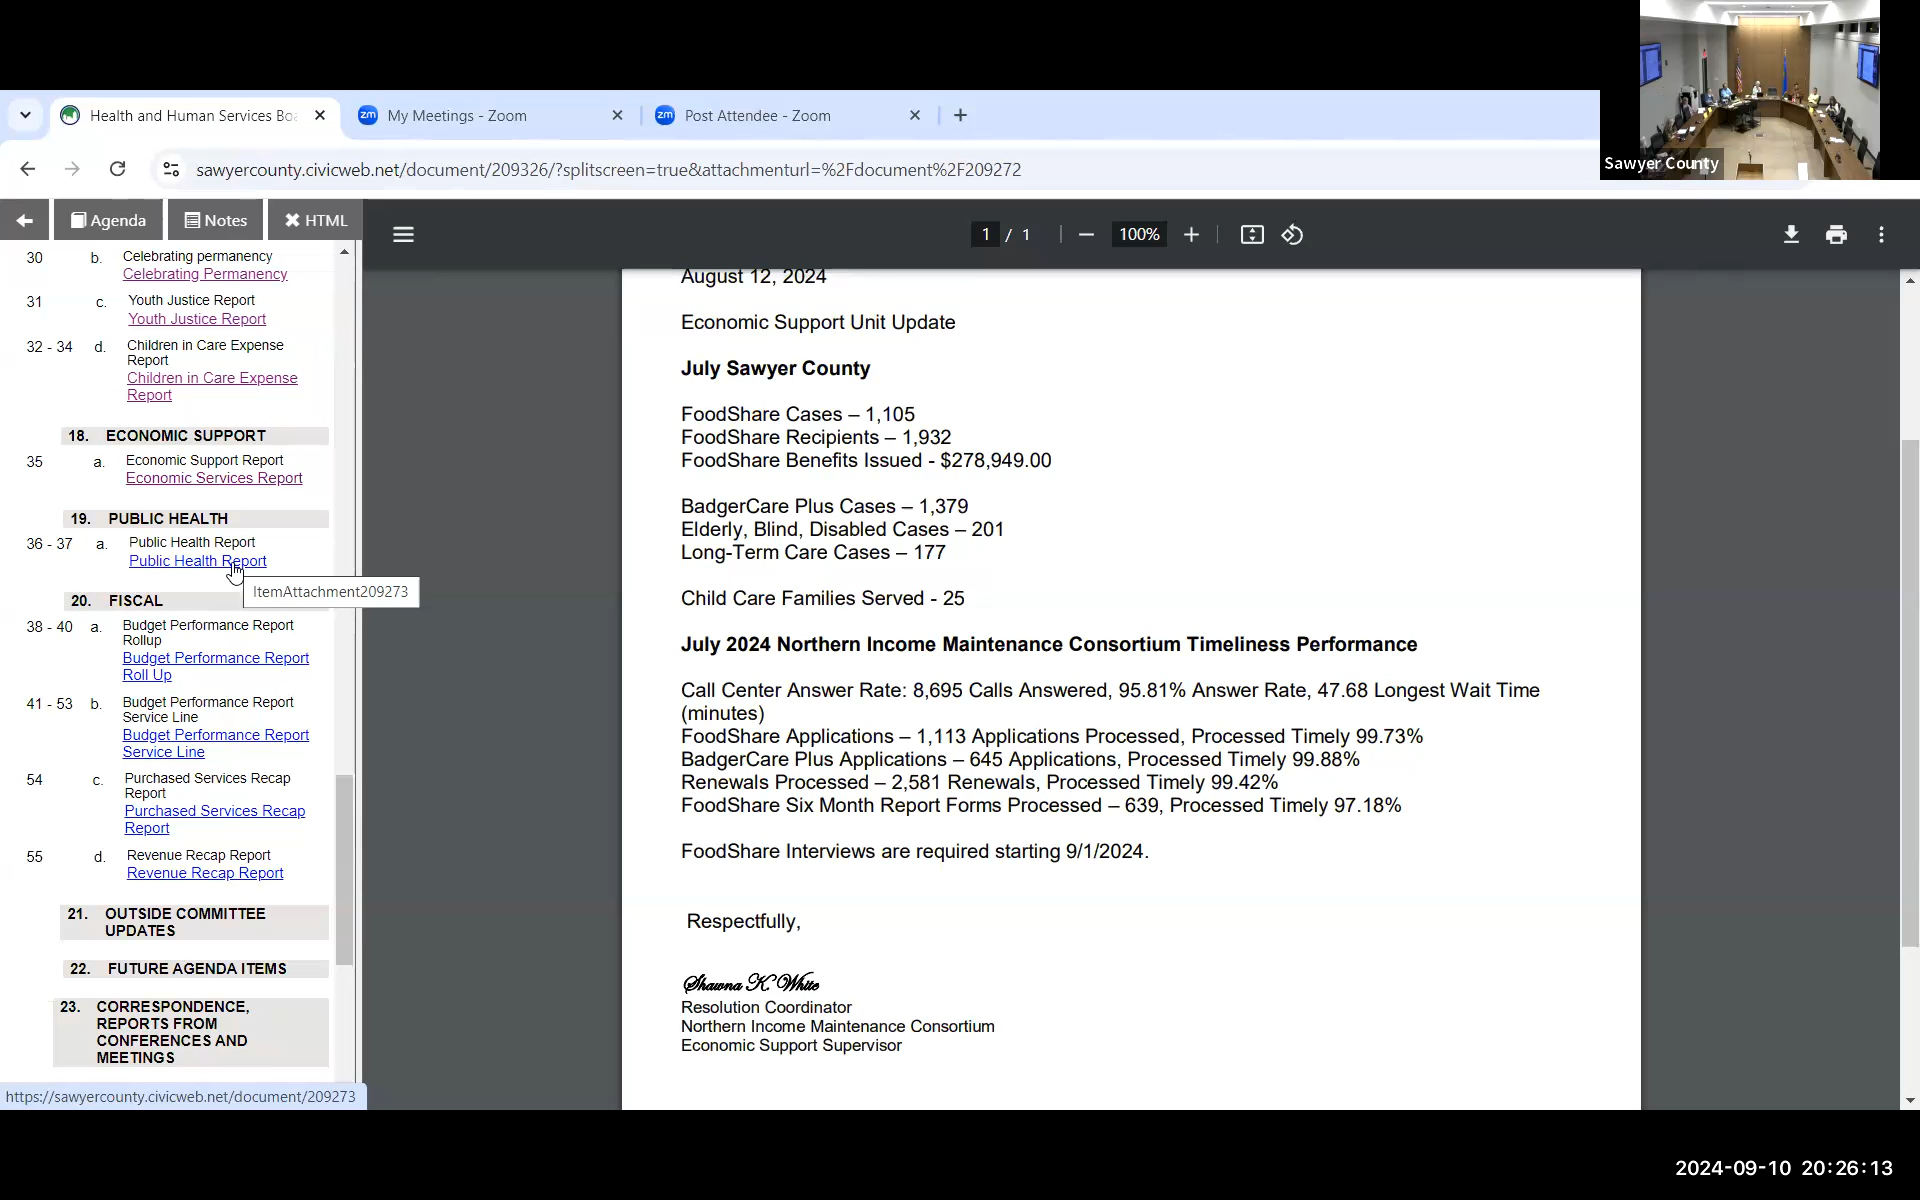 Health and Human Services Boa
My Meetings - Zoom
Post Attendee - Zoom
sawyercounty.civicweb.net/document/209326/?splitscreen=true&attachmenturl=%2Fdocument%2F209272
Sawyer County
Agenda
Notes
HTML
1 / 1
100%
30 b. Celebrating permanency
Celebrating Permanency
31 c. Youth Justice Report
Youth Justice Report
32 - 34 d. Children in Care Expense
Report
Children in Care Expense
Report
18. ECONOMIC SUPPORT
35 a. Economic Support Report
Economic Services Report
19. PUBLIC HEALTH
36 - 37 a. Public Health Report
Public Health Report
ItemAttachment209273
20. FISCAL
38 - 40 a. Budget Performance Report
Rollup
Budget Performance Report
Roll Up
41 - 53 b. Budget Performance Report
Service Line
Budget Performance Report
Service Line
54 c. Purchased Services Recap
Report
Purchased Services Recap
Report
55 d. Revenue Recap Report
Revenue Recap Report
21. OUTSIDE COMMITTEE
UPDATES
22. FUTURE AGENDA ITEMS
23. CORRESPONDENCE,
REPORTS FROM
CONFERENCES AND
MEETINGS
https://sawyercounty.civicweb.net/document/209273
August 12, 2024
Economic Support Unit Update
July Sawyer County
FoodShare Cases – 1,105
FoodShare Recipients – 1,932
FoodShare Benefits Issued - $278,949.00
BadgerCare Plus Cases – 1,379
Elderly, Blind, Disabled Cases – 201
Long-Term Care Cases – 177
Child Care Families Served - 25
July 2024 Northern Income Maintenance Consortium Timeliness Performance
Call Center Answer Rate: 8,695 Calls Answered, 95.81% Answer Rate, 47.68 Longest Wait Time
(minutes)
FoodShare Applications – 1,113 Applications Processed, Processed Timely 99.73%
BadgerCare Plus Applications – 645 Applications, Processed Timely 99.88%
Renewals Processed – 2,581 Renewals, Processed Timely 99.42%
FoodShare Six Month Report Forms Processed – 639, Processed Timely 97.18%
FoodShare Interviews are required starting 9/1/2024.
Respectfully,
Shawna K. White
Resolution Coordinator
Northern Income Maintenance Consortium
Economic Support Supervisor
2024-09-10 20:26:13